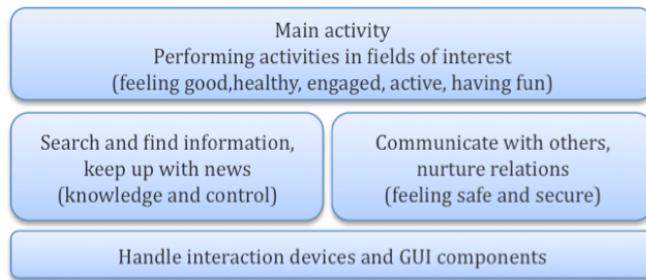 Main activity
Performing activities in fields of interest
(feeling good,healthy, engaged, active, having fun)
Search and find information,
keep up with news
(knowledge and control)
Communicate with others,
nurture relations
(feeling safe and secure)
Handle interaction devices and GUI components